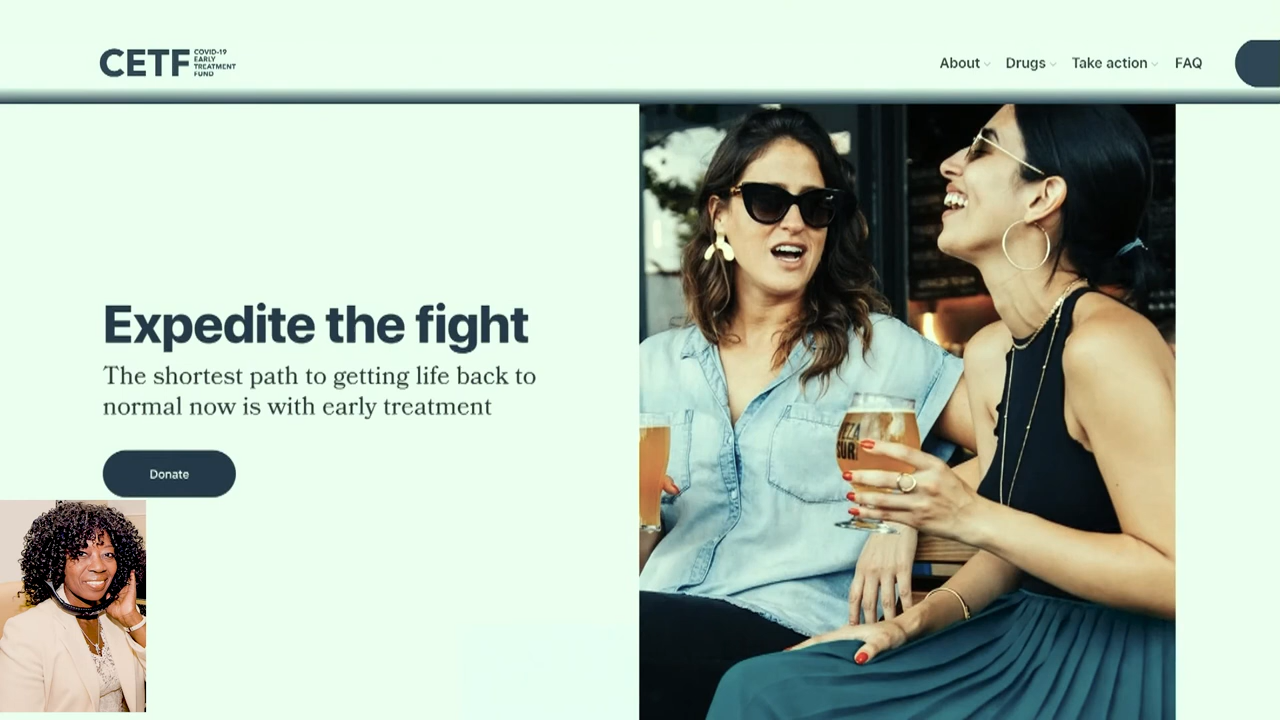 CETF
COVID-19
EARLY
TREATMENT
FUND
About
Drugs
Take action
FAQ
Expedite the fight
The shortest path to getting life back to
normal now is with early treatment
Donate